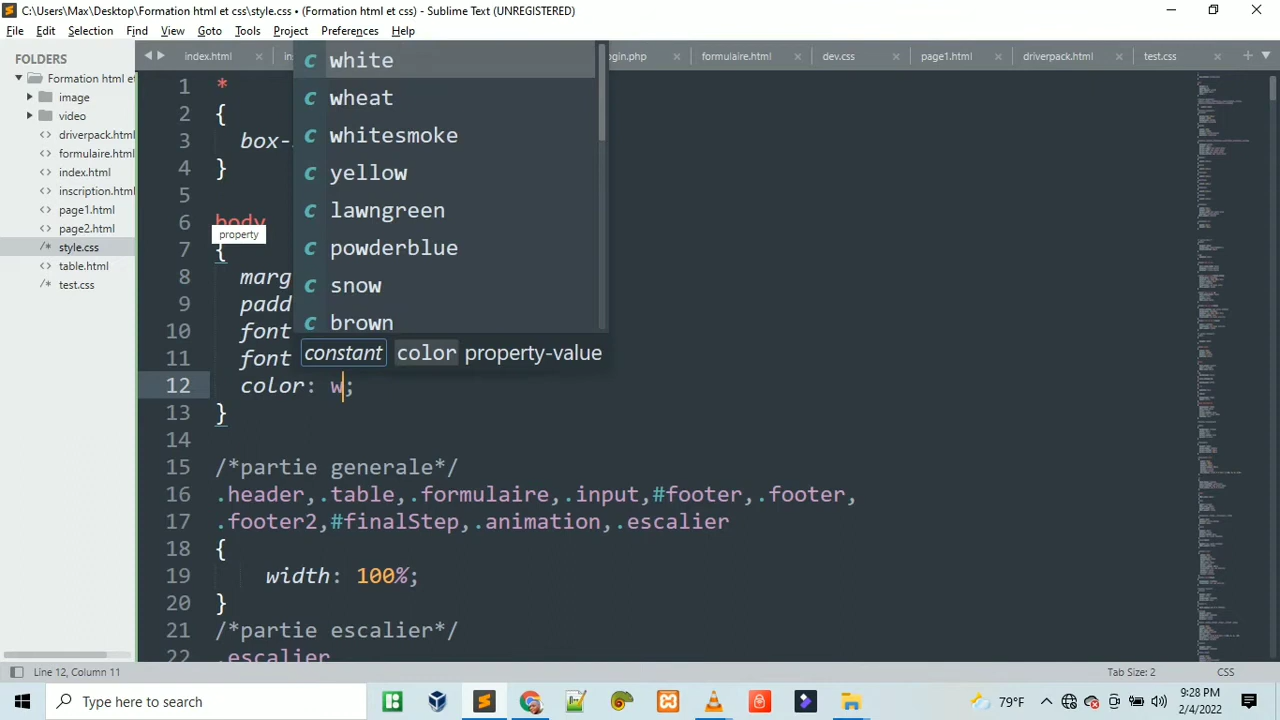 C:\Users\Max\Desktop\Formation html et css\style.css • (Formation html et css) - Sublime Text (UNREGISTERED)
File Edit Selection Find View Goto Tools Project Preferences Help
FOLDERS
Formation html et
image
video
driverpack.html
formulaire.html
index.html
inscription.html
page1.html
page2.html
style.css
table.html
test.css
index.html
formulaire.html
dev.css
page1.html
driverpack.html
test.css
1 *
2 {
3 box-
4 }
5
6 body
property
7 {
8 marg
9 padd
10 font
11 font
12 color: w;
13 }
14
15 /*partie generale*/
16 .header,.table,.formulaire,.input,#footer,.footer,
17 .footer2,#finalStep,.animation,.escalier
18 {
19 width: 100%;
20 }
21 /*partie escalier*/
22 .escalier
c white
c wheat
c whitesmoke
c yellow
c lawngreen
c powderblue
c snow
c brown
constant color property-value
Line 12, Column 11
Tab Size: 2
CSS
Type here to search
79°F
9:28 PM
2/4/2022